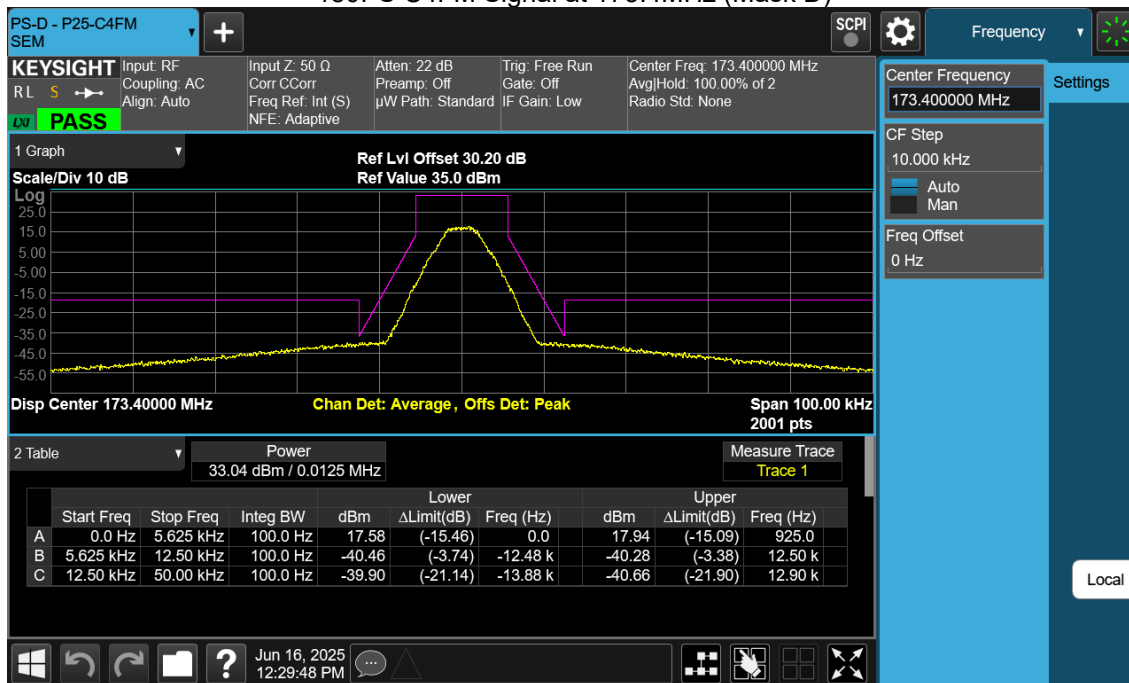 PS-D - P25-C4FM
SEM
SCPI
Frequency
KEYSIGHT
RL S
LXI PASS
Input: RF
Coupling: AC
Align: Auto
Input Z: 50 Ω
Corr CCorr
Freq Ref: Int (S)
NFE: Adaptive
Atten: 22 dB
Preamp: Off
µW Path: Standard
Trig: Free Run
Gate: Off
IF Gain: Low
Center Freq: 173.400000 MHz
Avg|Hold: 100.00% of 2
Radio Std: None
Center Frequency
173.400000 MHz
Settings
CF Step
10.000 kHz
Auto
Man
Freq Offset
0 Hz
1 Graph
Scale/Div 10 dB
Ref Lvl Offset 30.20 dB
Ref Value 35.0 dBm
Log
25.0
15.0
5.00
-5.00
-15.0
-25.0
-35.0
-45.0
-55.0
Disp Center 173.40000 MHz
Chan Det: Average, Offs Det: Peak
Span 100.00 kHz
2001 pts
2 Table
Power
33.04 dBm / 0.0125 MHz
Measure Trace
Trace 1
Lower Upper
Start Freq Stop Freq Integ BW dBm ∆Limit(dB) Freq (Hz) dBm ∆Limit(dB) Freq (Hz)
A 0.0 Hz 5.625 kHz 100.0 Hz 17.58 (-15.46) 0.0 17.94 (-15.09) 925.0
B 5.625 kHz 12.50 kHz 100.0 Hz -40.46 (-3.74) -12.48 k -40.28 (-3.38) 12.50 k
C 12.50 kHz 50.00 kHz 100.0 Hz -39.90 (-21.14) -13.88 k -40.66 (-21.90) 12.90 k
Local
?
Jun 16, 2025
12:29:48 PM